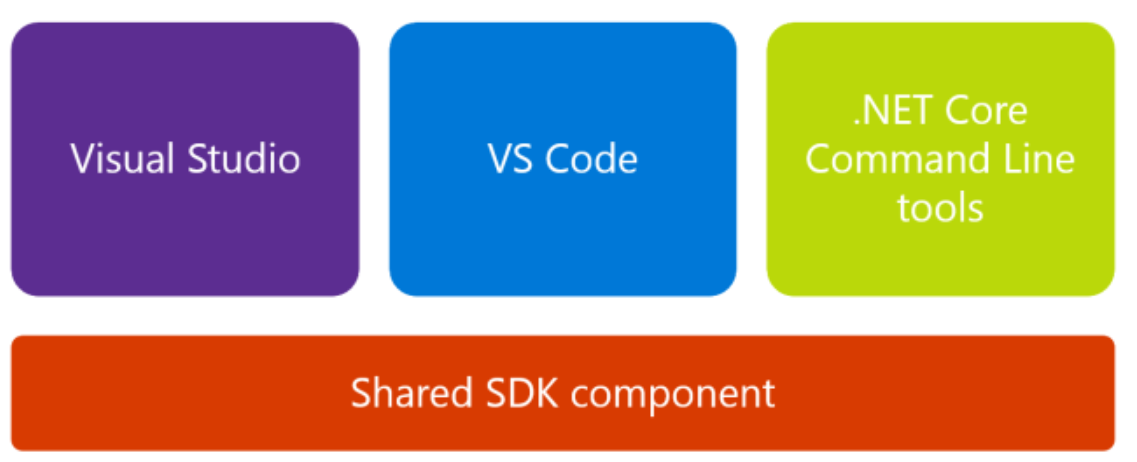 Visual Studio
VS Code
.NET Core
Command Line
tools
Shared SDK component